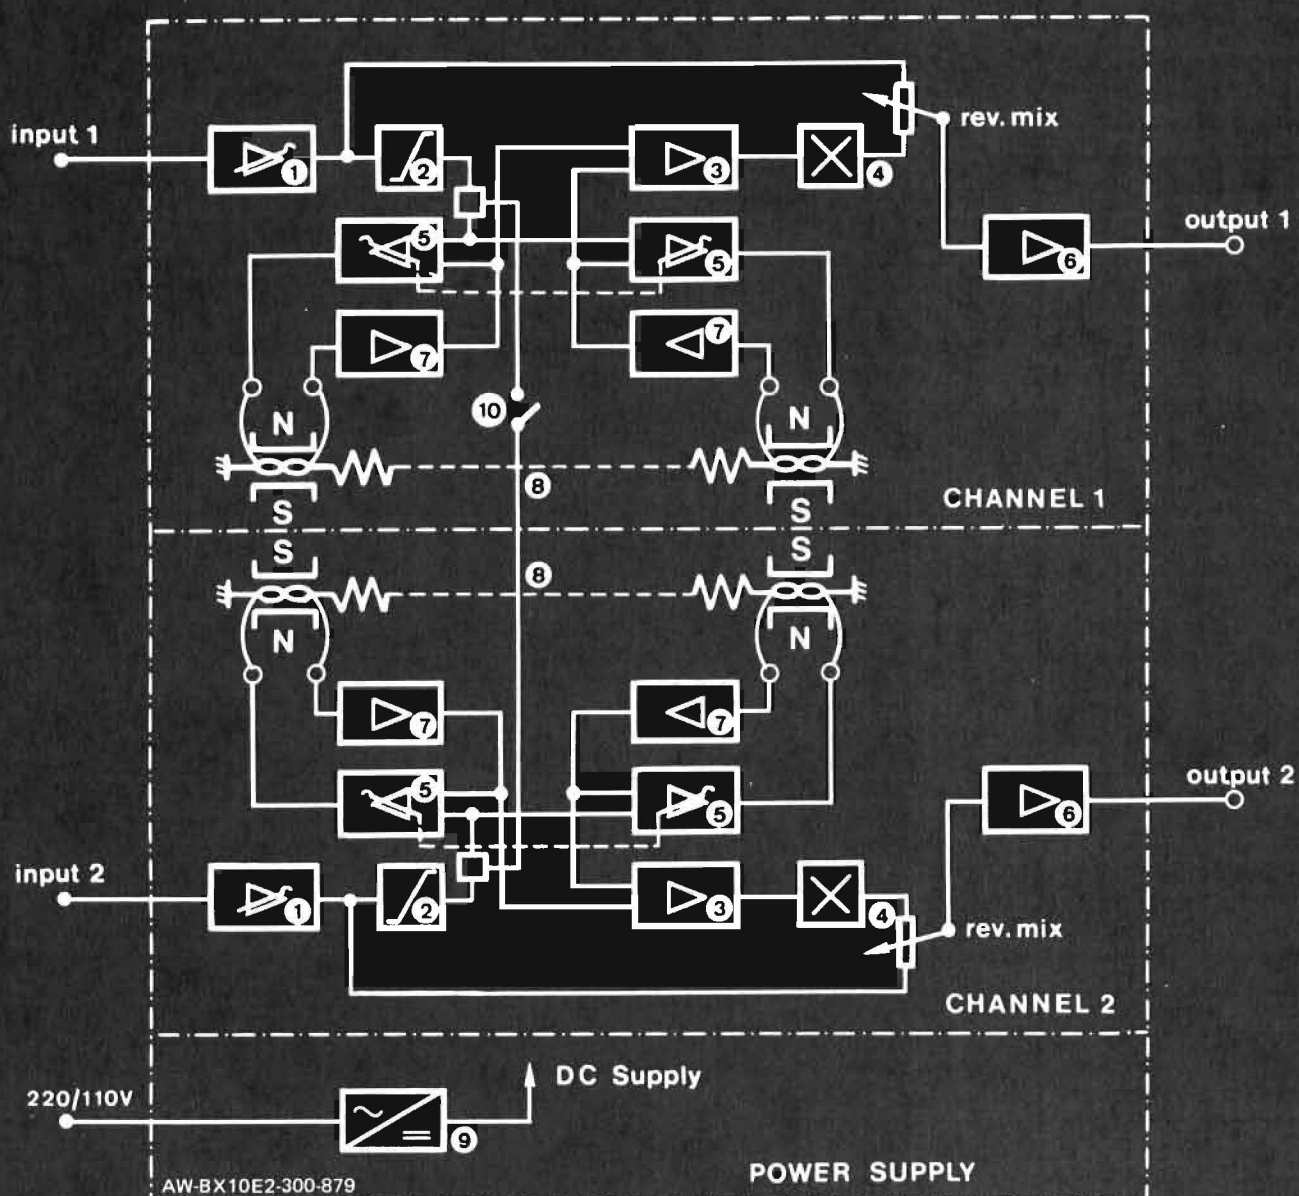 input 1
1
2
3
4
rev. mix
5
5
6
output 1
7
7
10
N
N
8
S
S
CHANNEL 1
S
S
8
N
N
7
7
5
5
6
output 2
input 2
1
2
3
4
rev. mix
CHANNEL 2
220/110V
DC Supply
9
POWER SUPPLY
AW-BX10E2-300-879